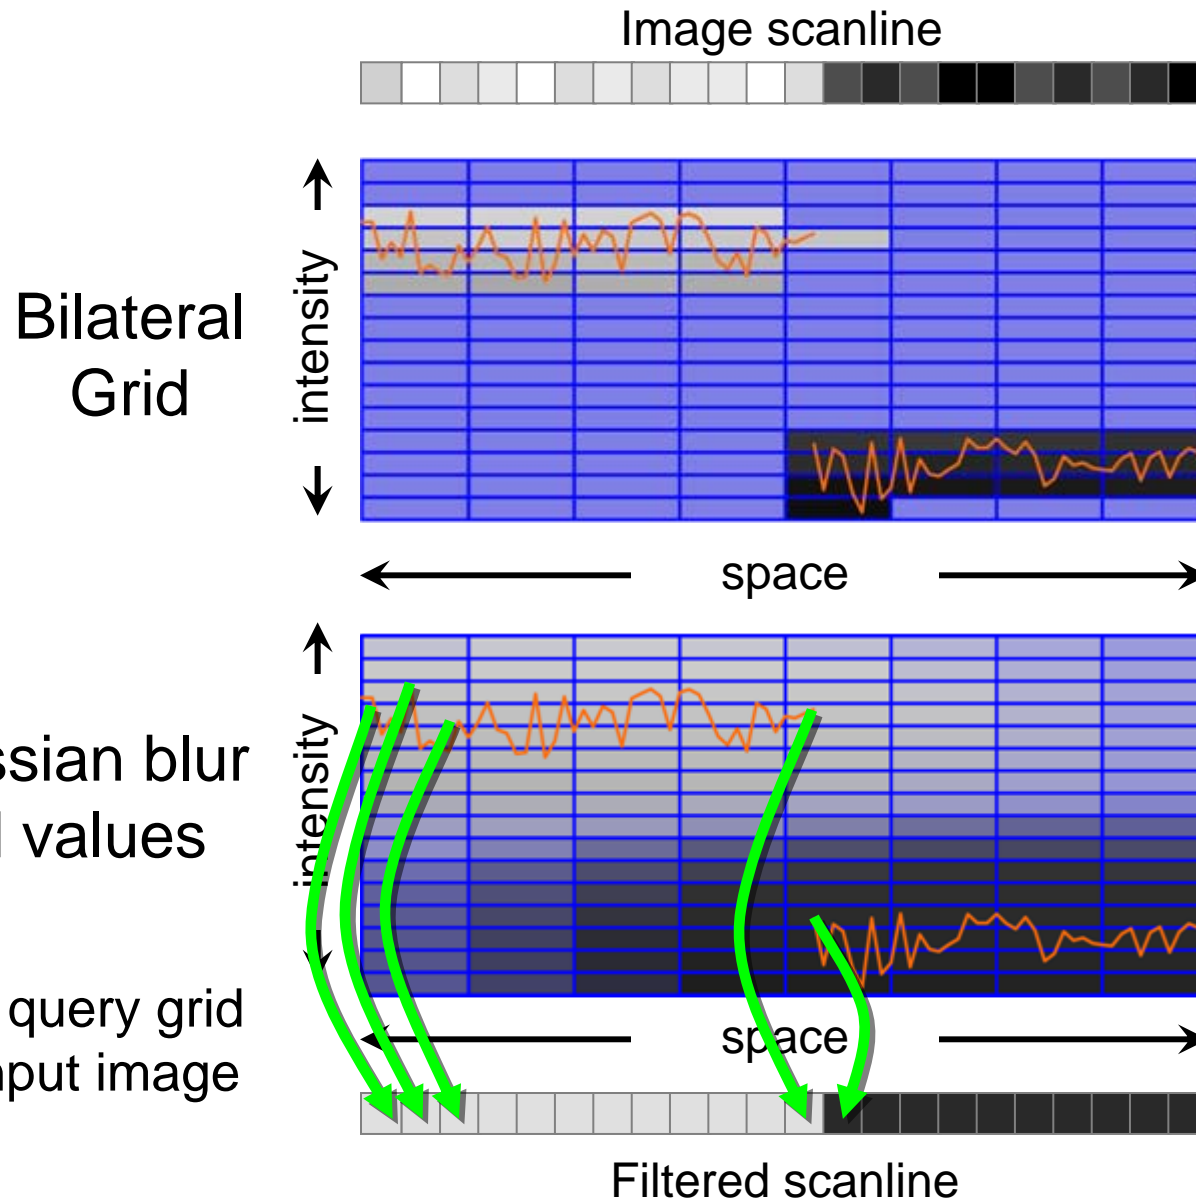 Image scanline
intensity
Bilateral
Grid
space
intensity
ssian blur
values
query grid
space
nput image
Filtered scanline